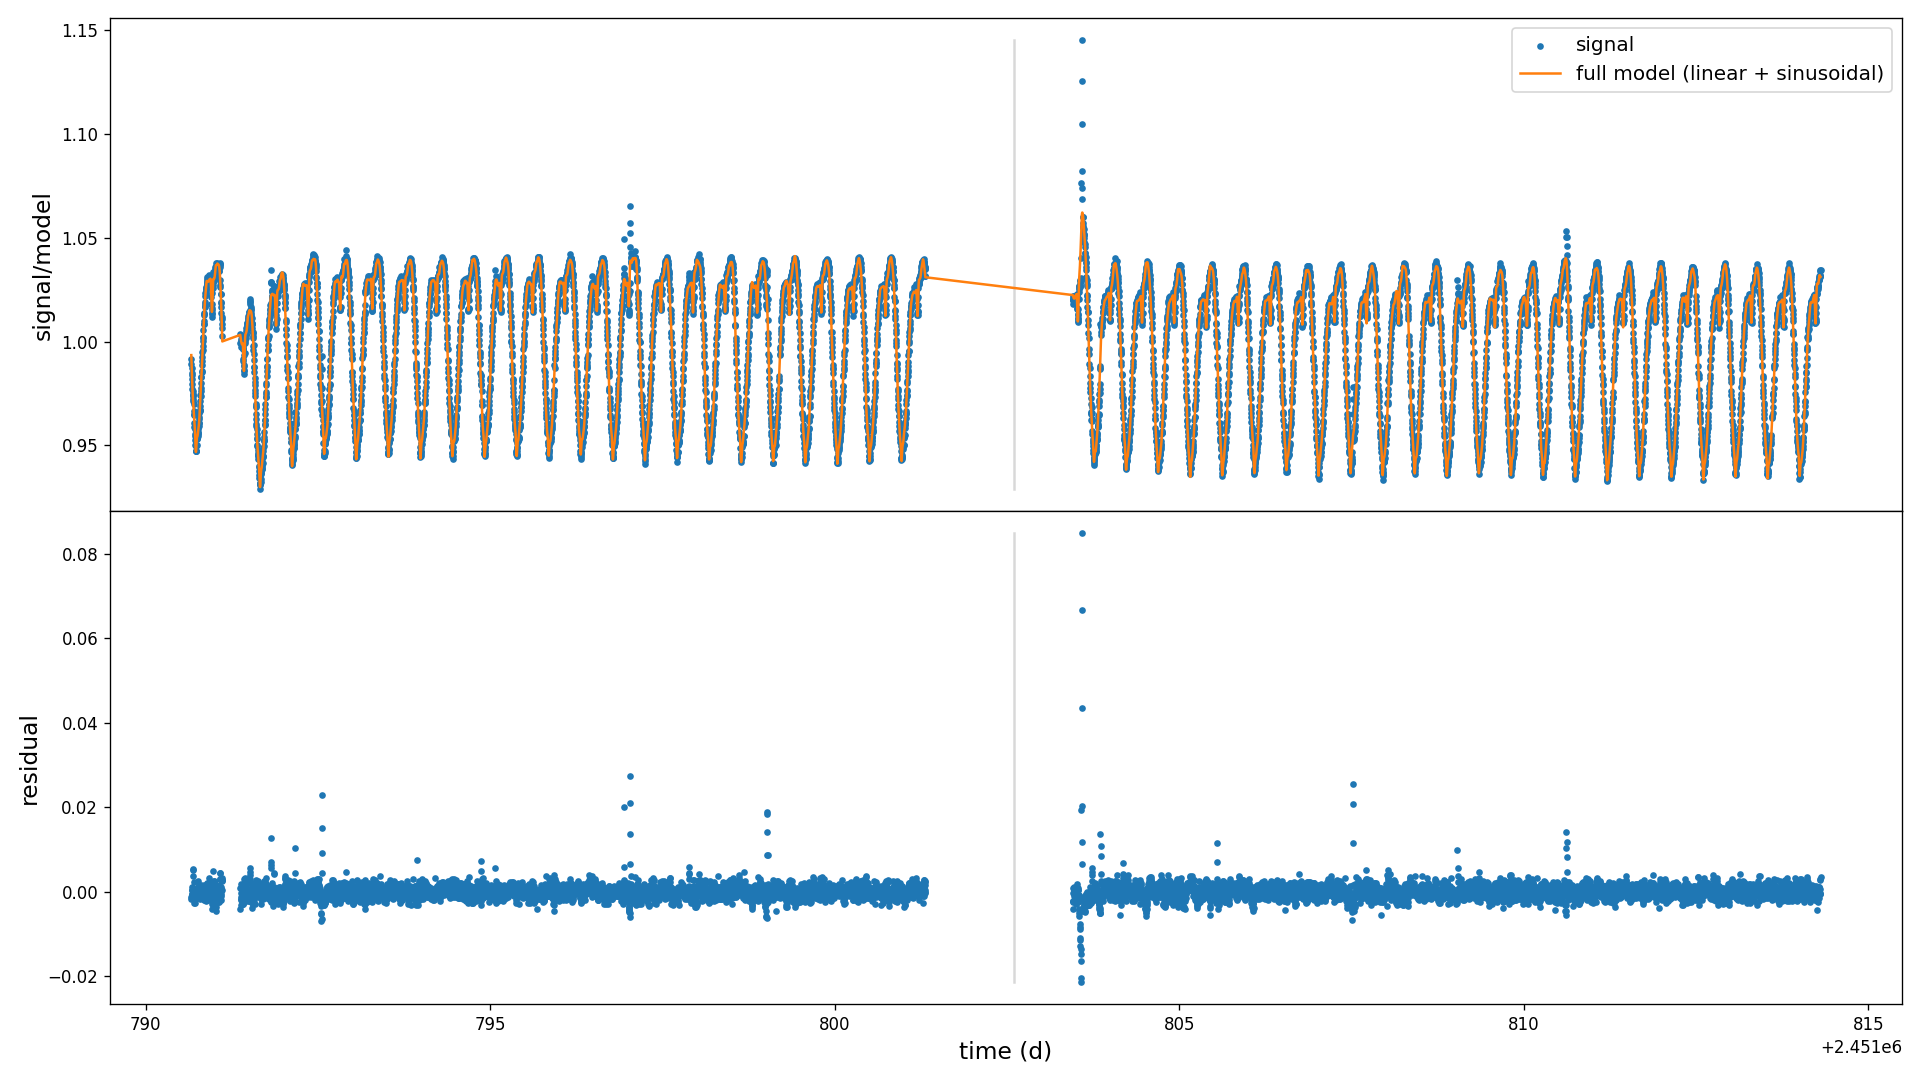 1.15
1.10
1.05
1.00
0.95
signal/model
signal
full model (linear + sinusoidal)
0.08
0.06
0.04
0.02
0.00
−0.02
residual
790
795
800
805
810
815
time (d)
+2.451e6